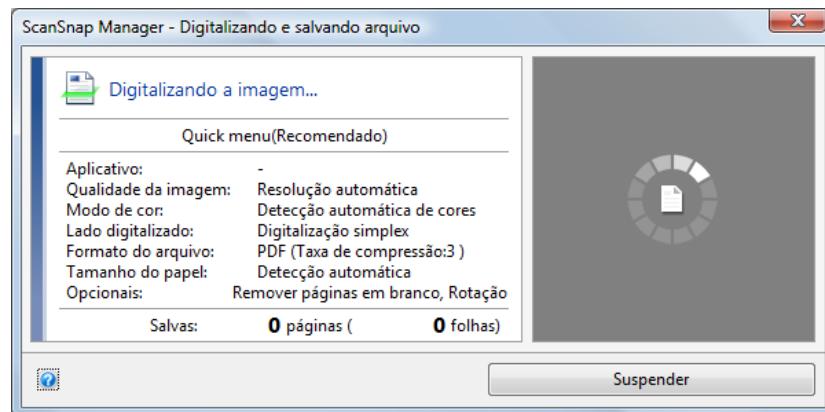 ScanSnap Manager - Digitalizando e salvando arquivo
Digitalizando a imagem...
Quick menu(Recomendado)
Aplicativo: -
Qualidade da imagem: Resolução automática
Modo de cor: Detecção automática de cores
Lado digitalizado: Digitalização simplex
Formato do arquivo: PDF (Taxa de compressão:3 )
Tamanho do papel: Detecção automática
Opcionais: Remover páginas em branco, Rotação
Salvas: 0 páginas ( 0 folhas)
Suspender